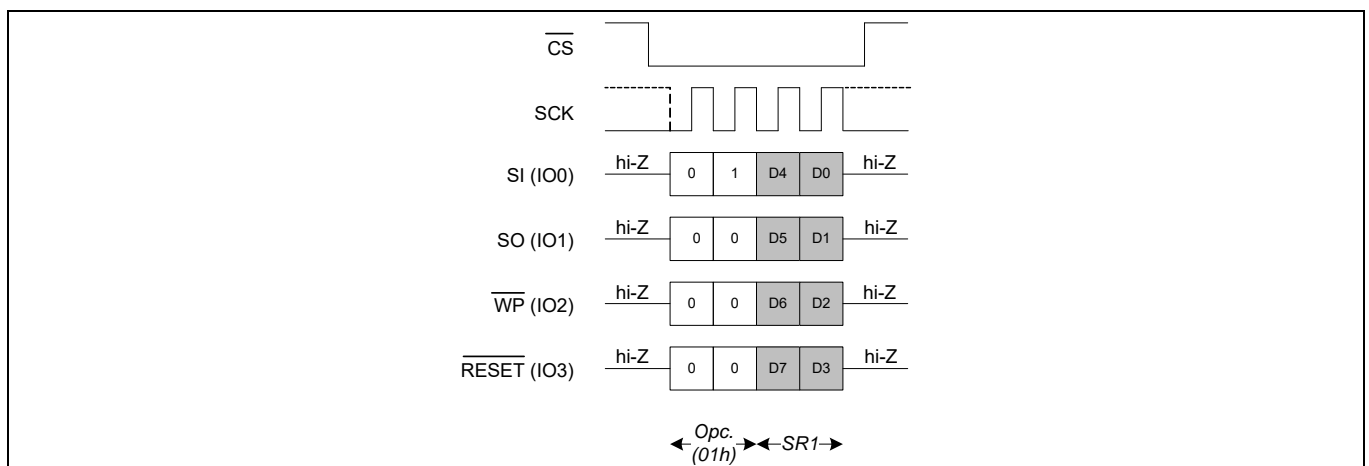 CS
SCK
SI (IO0) hi-Z 0 1 D4 D0 hi-Z
SO (IO1) hi-Z 0 0 D5 D1 hi-Z
WP (IO2) hi-Z 0 0 D6 D2 hi-Z
RESET (IO3) hi-Z 0 0 D7 D3 hi-Z
Opc. SR1
(01h)